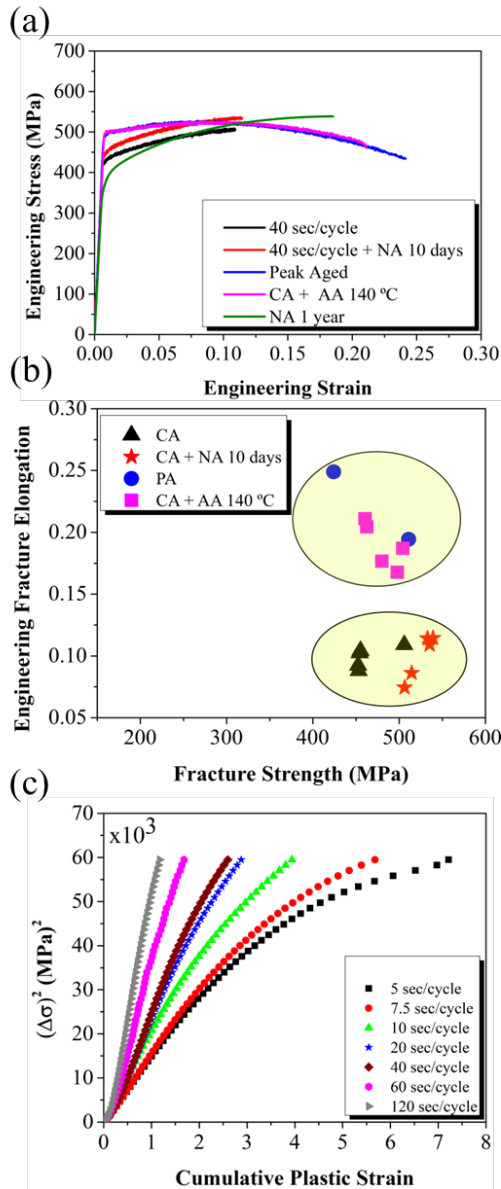 (a)
700
600
500
400
300
200
100
0
Engineering Stress (MPa)
40 sec/cycle
40 sec/cycle + NA 10 days
Peak Aged
CA + AA 140 ºC
NA 1 year
0.00 0.05 0.10 0.15 0.20 0.25 0.30
Engineering Strain
(b)
0.30
0.25
0.20
0.15
0.10
0.05
Engineering Fracture Elongation
CA
CA + NA 10 days
PA
CA + AA 140 ºC
200 300 400 500 600
Fracture Strength (MPa)
(c)
70
60
50
40
30
20
10
0
x10³
(Δσ)² (MPa)²
5 sec/cycle
7.5 sec/cycle
10 sec/cycle
20 sec/cycle
40 sec/cycle
60 sec/cycle
120 sec/cycle
0 1 2 3 4 5 6 7 8
Cumulative Plastic Strain